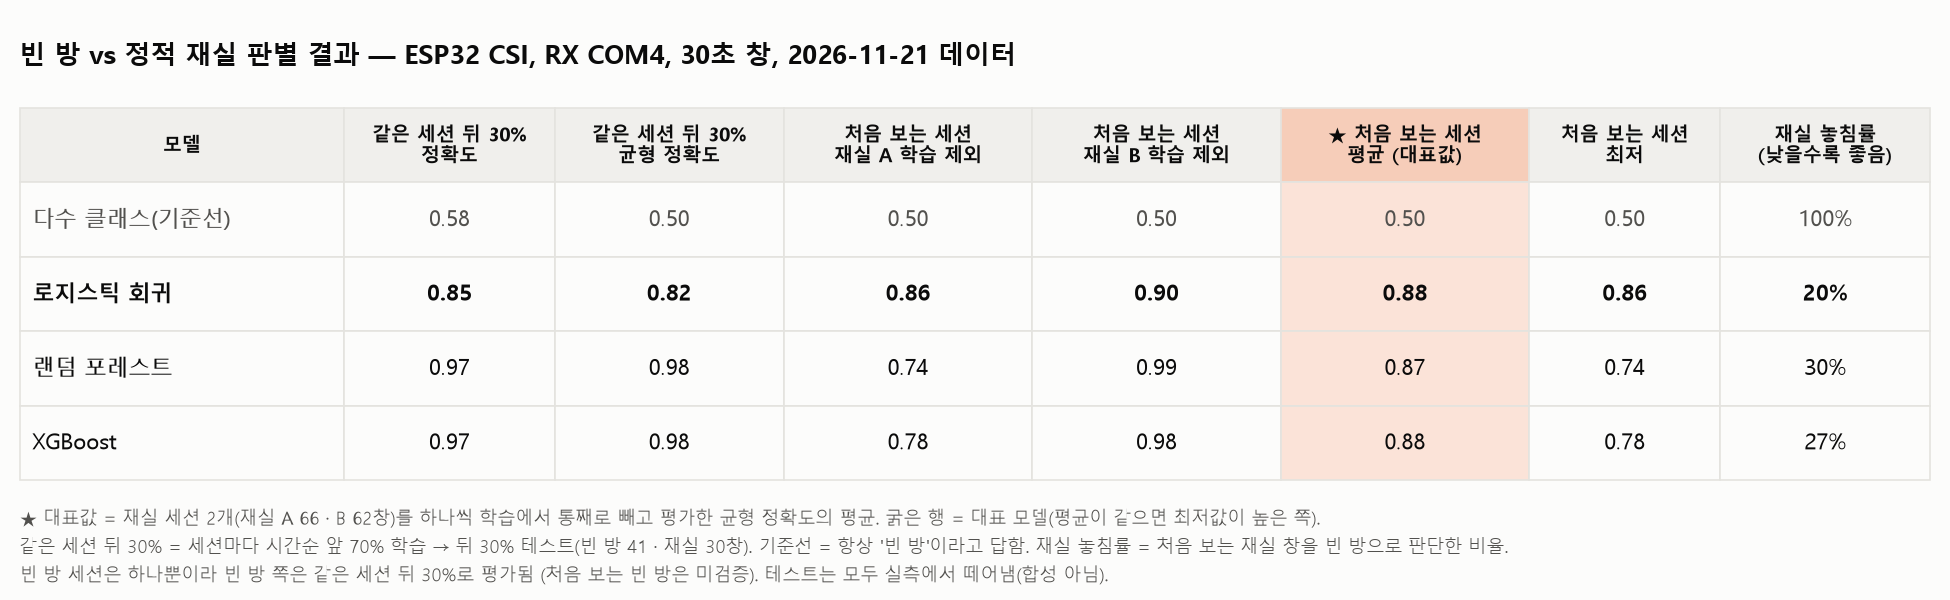 빈 방 vs 정적 재실 판별 결과 — ESP32 CSI, RX COM4, 30초 창, 2026-11-21 데이터
모델
같은 세션 뒤 30%
정확도
같은 세션 뒤 30%
균형 정확도
처음 보는 세션
재실 A 학습 제외
처음 보는 세션
재실 B 학습 제외
★ 처음 보는 세션
평균 (대표값)
처음 보는 세션
최저
재실 놓침률
(낮을수록 좋음)
다수 클래스(기준선) 0.58 0.50 0.50 0.50 0.50 0.50 100%
로지스틱 회귀 0.85 0.82 0.86 0.90 0.88 0.86 20%
랜덤 포레스트 0.97 0.98 0.74 0.99 0.87 0.74 30%
XGBoost 0.97 0.98 0.78 0.98 0.88 0.78 27%
★ 대표값 = 재실 세션 2개(재실 A 66 · B 62창)를 하나씩 학습에서 통째로 빼고 평가한 균형 정확도의 평균. 굵은 행 = 대표 모델(평균이 같으면 최저값이 높은 쪽).
같은 세션 뒤 30% = 세션마다 시간순 앞 70% 학습 → 뒤 30% 테스트(빈 방 41 · 재실 30창). 기준선 = 항상 '빈 방'이라고 답함. 재실 놓침률 = 처음 보는 재실 창을 빈 방으로 판단한 비율.
빈 방 세션은 하나뿐이라 빈 방 쪽은 같은 세션 뒤 30%로 평가됨 (처음 보는 빈 방은 미검증). 테스트는 모두 실측에서 떼어냄(합성 아님).